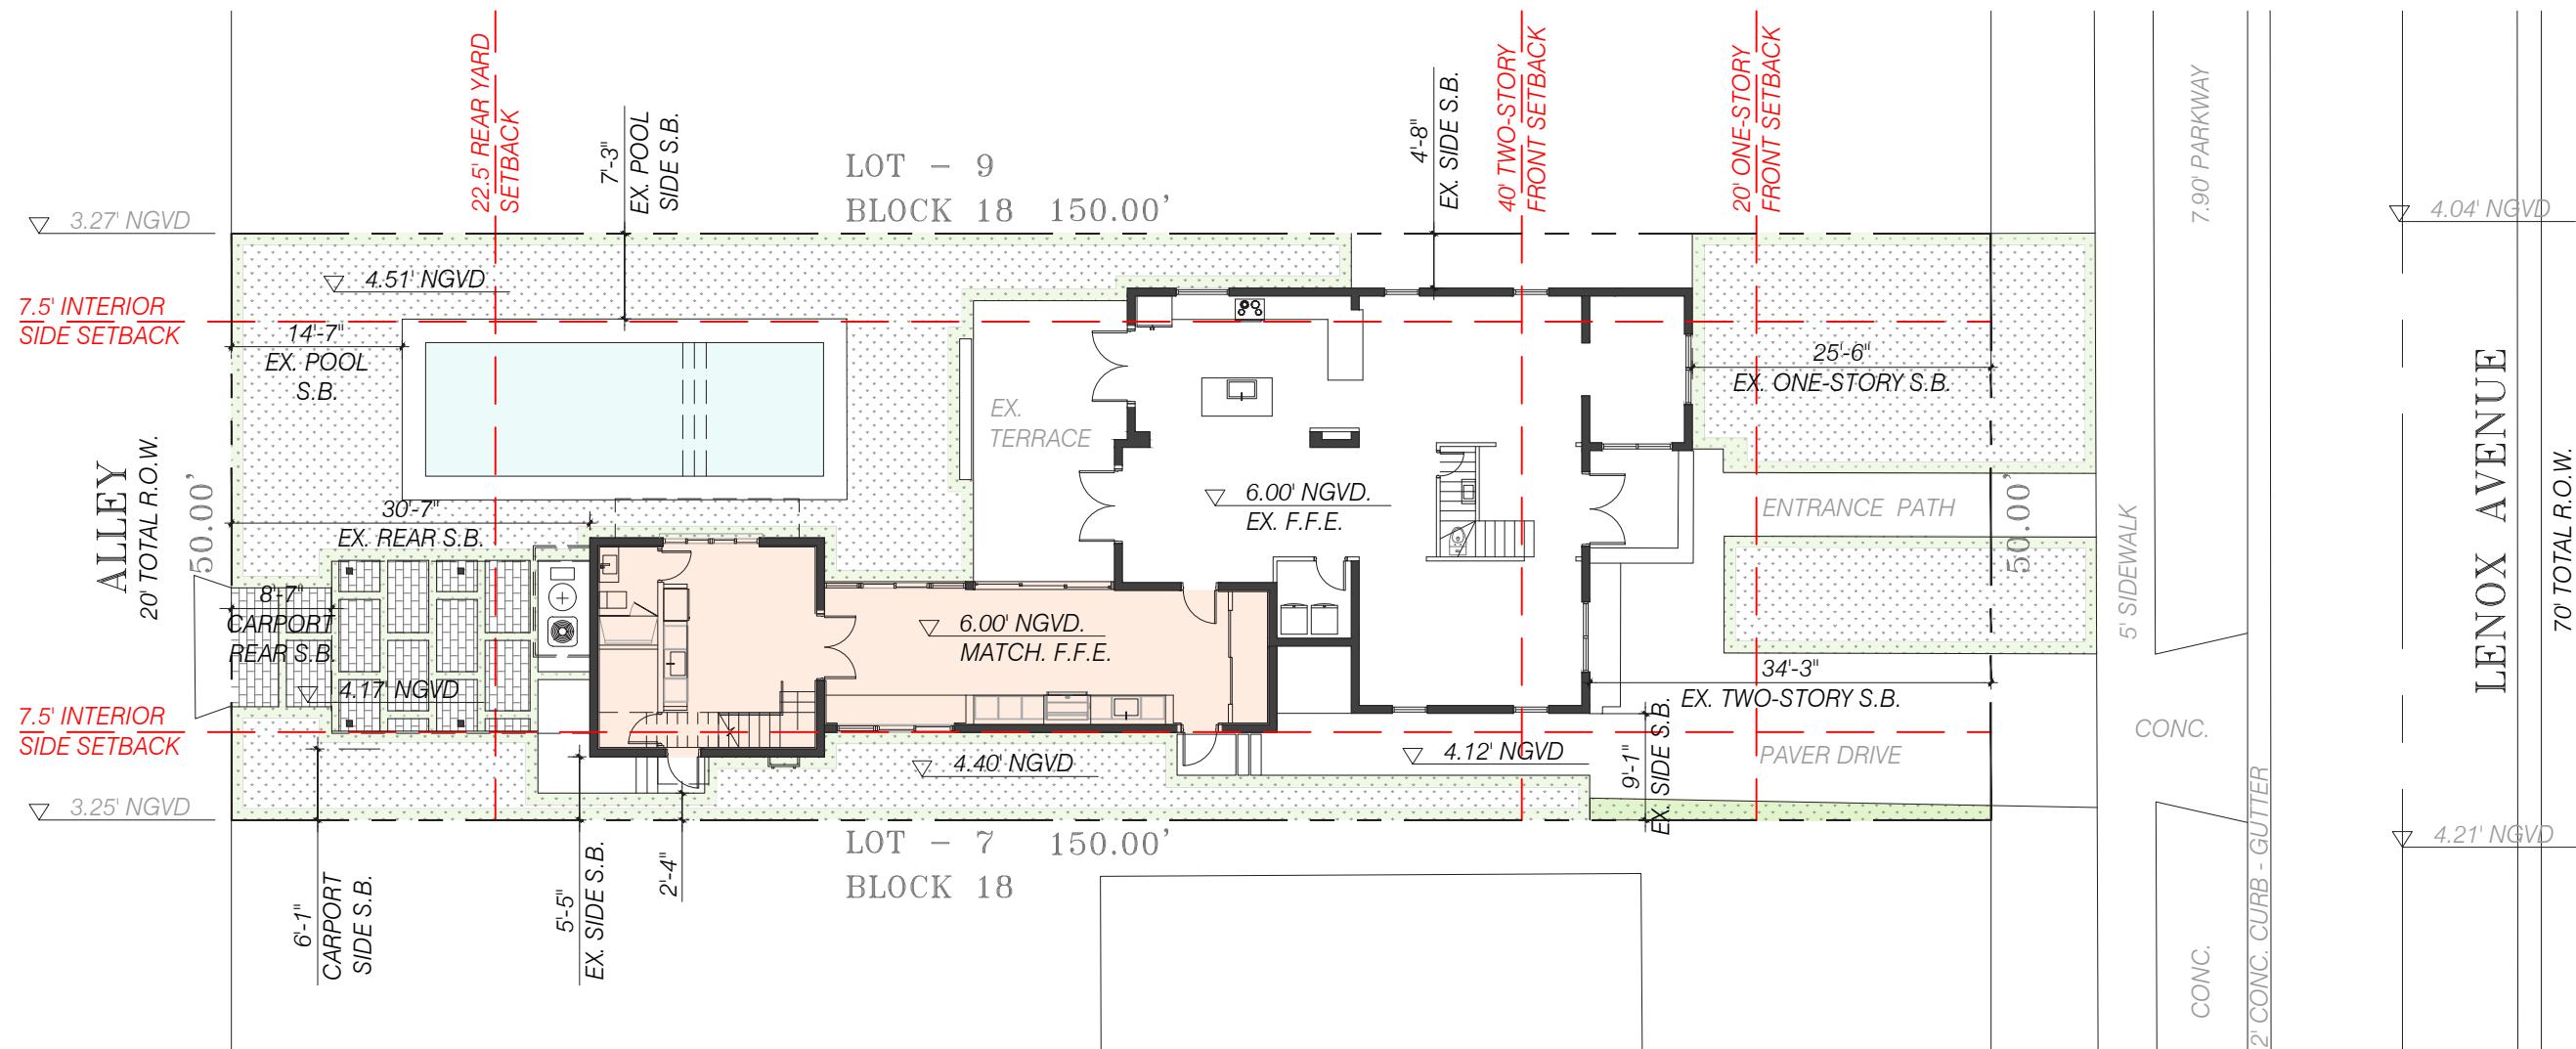 22.5' REAR YARD
SETBACK
7'-3"
EX. POOL
SIDE S.B.
LOT - 9
BLOCK 18 150.00'
4'-8"
EX. SIDE S.B.
40' TWO-STORY
FRONT SETBACK
20' ONE-STORY
FRONT SETBACK
7.90' PARKWAY
3.27' NGVD
4.04' NGVD
4.51' NGVD
7.5' INTERIOR
SIDE SETBACK
14'-7"
EX. POOL
S.B.
25'-6"
EX. ONE-STORY S.B.
EX.
TERRACE
ALLEY
20' TOTAL R.O.W.
50.00'
30'-7"
EX. REAR S.B.
6.00' NGVD.
EX. F.F.E.
ENTRANCE PATH
50.00'
5' SIDEWALK
LENOX AVENUE
70' TOTAL R.O.W.
8'-7"
CARPORT
REAR S.B.
6.00' NGVD.
MATCH. F.F.E.
4.17' NGVD
34'-3"
EX. TWO-STORY S.B.
7.5' INTERIOR
SIDE SETBACK
4.40' NGVD
4.12' NGVD
9'-1"
EX. SIDE S.B.
PAVER DRIVE
CONC.
3.25' NGVD
4.21' NGVD
LOT - 7 150.00'
BLOCK 18
6'-1"
CARPORT
SIDE S.B.
5'-5"
EX. SIDE S.B.
2'-4"
CONC.
2' CONC. CURB - GUTTER